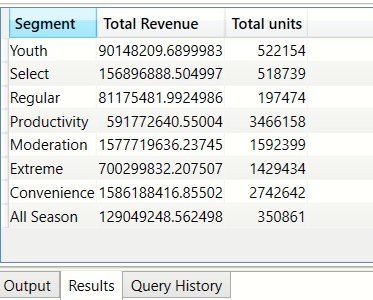 Segment Total Revenue Total units
Youth 90148209.6899983 522154
Select 156896888.504997 518739
Regular 81175481.9924986 197474
Productivity 591772640.55004 3466158
Moderation 1577719636.23745 1592399
Extreme 700299832.207507 1429434
Convenience 1586188416.85502 2742642
All Season 129049248.562498 350861
Output Results Query History